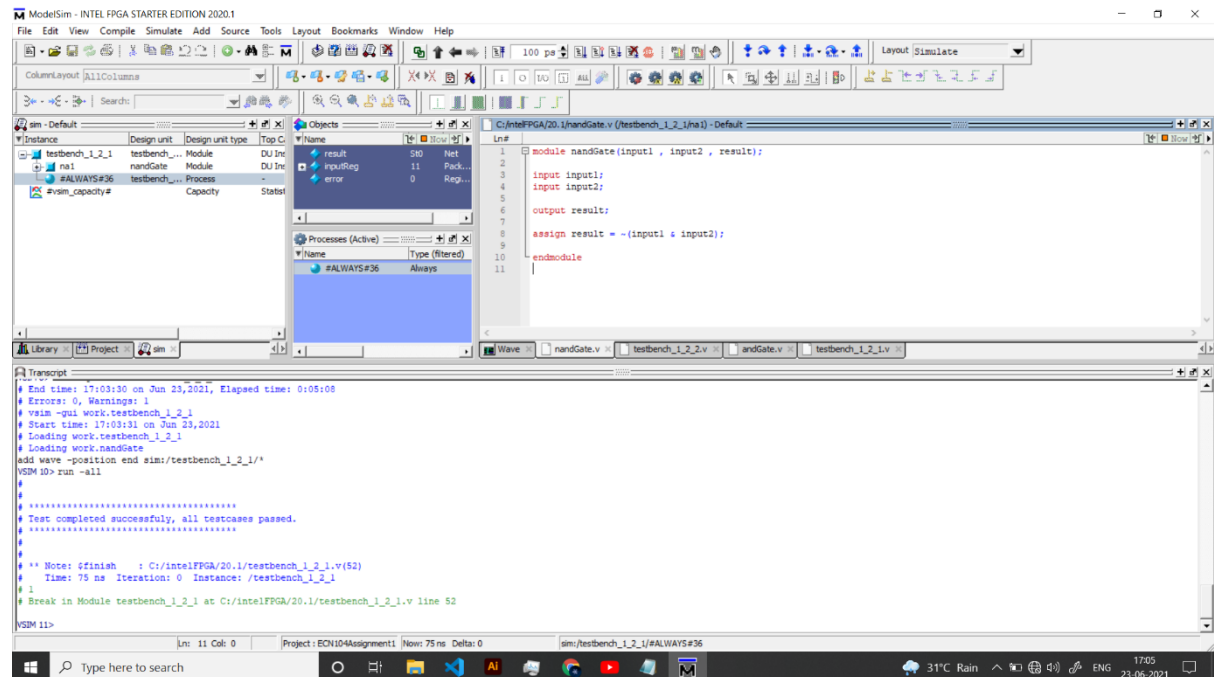 ModelSim - INTEL FPGA STARTER EDITION 2020.1
File Edit View Compile Simulate Add Source Tools Layout Bookmarks Window Help
100 ps
Layout Simulate
ColumnLayout AllColumns
Search:
sim - Default
Instance Design unit Design unit type Top C
testbench_1_2_1 testbench_... Module DU Ins
na1 nandGate Module DU Ins
#ALWAYS#36 testbench_... Process -
#vsim_capacity# Capacity Statist
Library Project sim
Objects
Name Now
result St0 Net
inputReg 11 Pack...
error 0 Regi...
Processes (Active)
Name Type (filtered)
#ALWAYS#36 Always
C:/intelFPGA/20.1/nandGate.v (/testbench_1_2_1/na1) - Default
Ln# Now
1 module nandGate(input1 , input2 , result);
2
3 input input1;
4 input input2;
5
6 output result;
7
8 assign result = ~(input1 & input2);
9
10 endmodule
11
Wave nandGate.v testbench_1_2_2.v andGate.v testbench_1_2_1.v
Transcript
# End time: 17:03:30 on Jun 23,2021, Elapsed time: 0:05:08
# Errors: 0, Warnings: 1
# vsim -gui work.testbench_1_2_1
# Start time: 17:03:31 on Jun 23,2021
# Loading work.testbench_1_2_1
# Loading work.nandGate
add wave -position end sim:/testbench_1_2_1/*
VSIM 10> run -all
#
#
# **************************************
# Test completed successfuly, all testcases passed.
# **************************************
#
#
# ** Note: $finish : C:/intelFPGA/20.1/testbench_1_2_1.v(52)
# Time: 75 ns Iteration: 0 Instance: /testbench_1_2_1
# 1
# Break in Module testbench_1_2_1 at C:/intelFPGA/20.1/testbench_1_2_1.v line 52
VSIM 11>
Ln: 11 Col: 0 Project : ECN104Assignment1 Now: 75 ns Delta: 0 sim:/testbench_1_2_1/#ALWAYS#36
Type here to search
31°C Rain ENG 17:05
23-06-2021